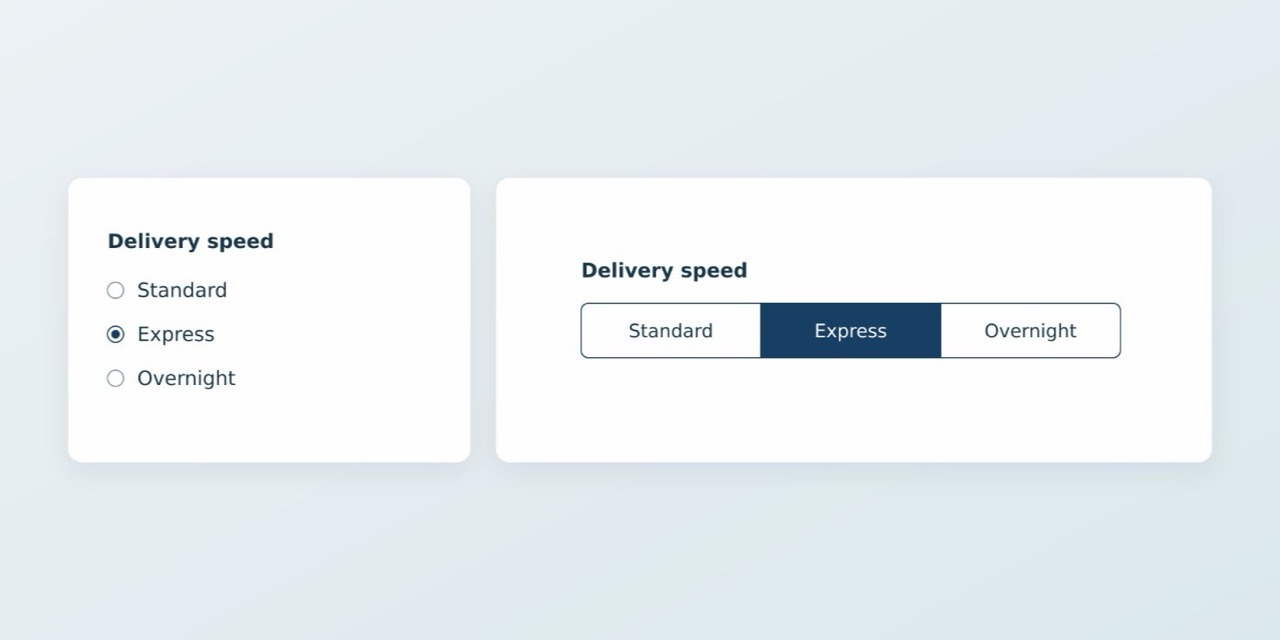 Delivery speed
Standard
Express
Overnight
Delivery speed
Standard Express Overnight